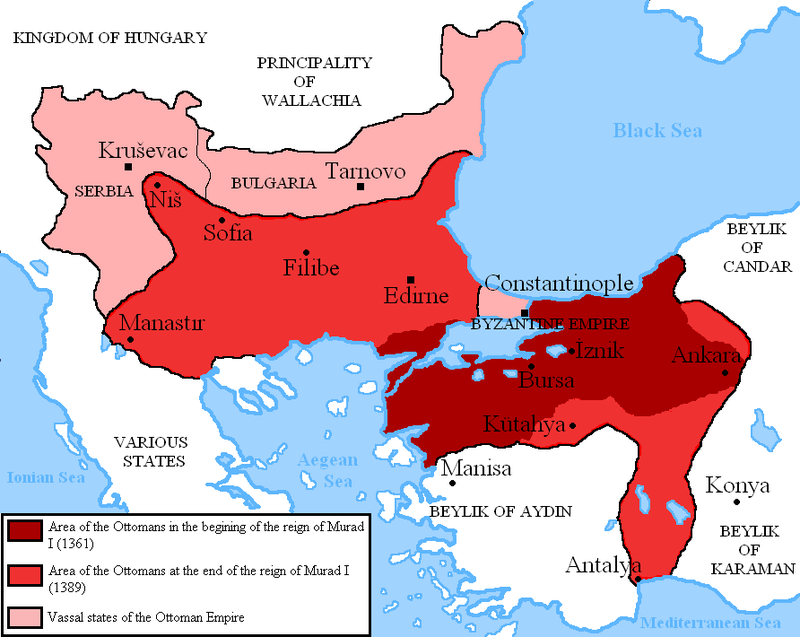 KINGDOM OF HUNGARY
PRINCIPALITY
OF
WALLACHIA
Black Sea
Kruševac
SERBIA
Niš
BULGARIA
Tarnovo
Sofia
Filibe
Edirne
BEYLIK
OF
CANDAR
Constantinople
BYZANTINE EMPIRE
Manastır
Iznik
Bursa
Ankara
Kütahya
VARIOUS
STATES
Ionian Sea
Aegean
Sea
Manisa
BEYLIK OF AYDIN
Konya
BEYLIK
OF
KARAMAN
Antalya
Mediterranean Sea
Area of the Ottomans in the begining of the reign of Murad
I (1361)
Area of the Ottomans at the end of the reign of Murad I
(1389)
Vassal states of the Ottoman Empire